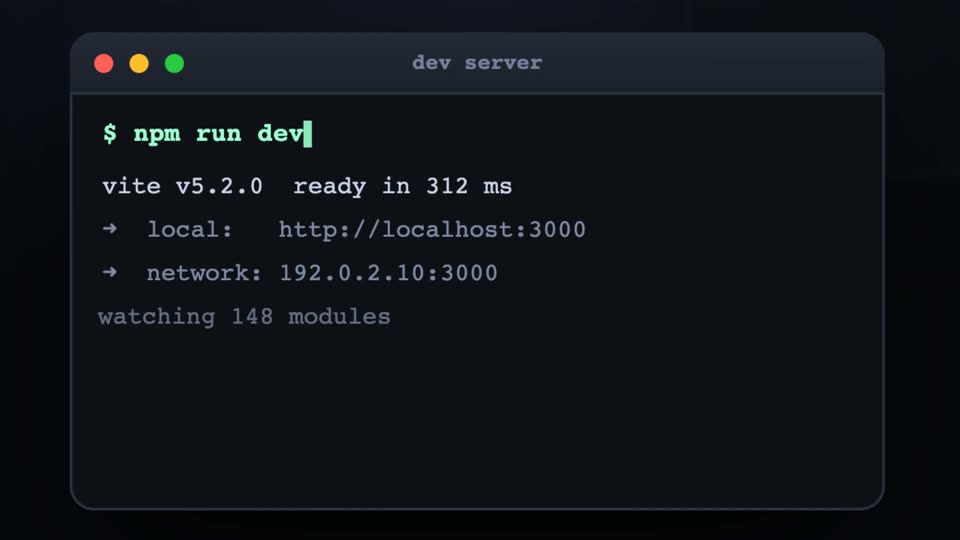 dev server
$ npm run dev
vite v5.2.0  ready in 312 ms
➜  local:   http://localhost:3000
➜  network: 192.0.2.10:3000
watching 148 modules